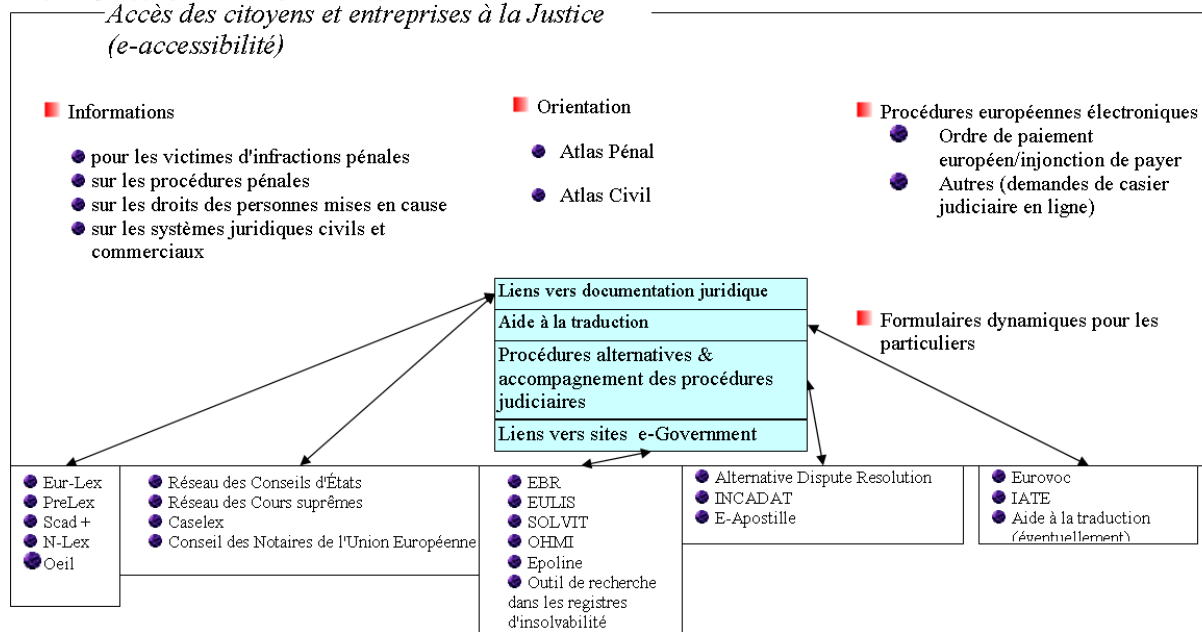 Accès des citoyens et entreprises à la Justice
(e-accessibilité)
Informations
pour les victimes d'infractions pénales
sur les procédures pénales
sur les droits des personnes mises en cause
sur les systèmes juridiques civils et
commerciaux
Orientation
Atlas Pénal
Atlas Civil
Procédures européennes électroniques
Ordre de paiement
européen/injonction de payer
Autres (demandes de casier
judiciaire en ligne)
Formulaires dynamiques pour les
particuliers
Liens vers documentation juridique
Aide à la traduction
Procédures alternatives &
accompagnement des procédures
judiciaires
Liens vers sites e-Government
Eur-Lex
PreLex
Scad +
N-Lex
Oeil
Réseau des Conseils d'États
Réseau des Cours suprêmes
Caselex
Conseil des Notaires de l'Union Européenne
EBR
EULIS
SOLVIT
OHMI
Epoline
Outil de recherche
dans les registres
d'insolvabilité
Alternative Dispute Resolution
INCADAT
E-Apostille
Eurovoc
IATE
Aide à la traduction
(éventuellement)